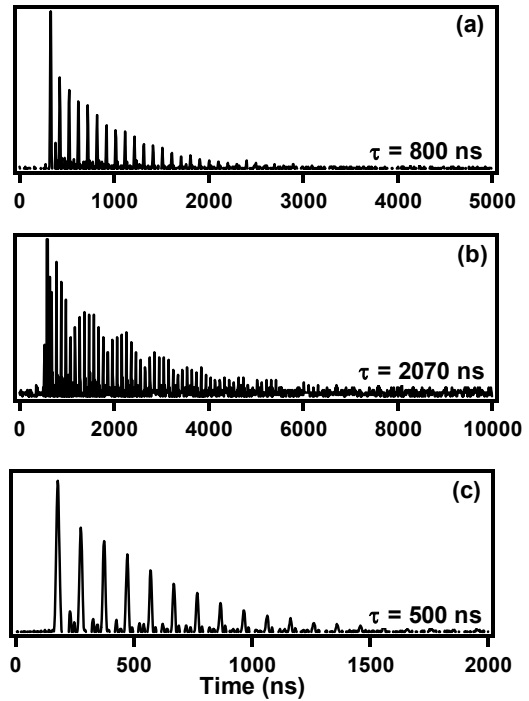 (a)
τ = 800 ns
0 1000 2000 3000 4000 5000
(b)
τ = 2070 ns
0 2000 4000 6000 8000 10000
(c)
τ = 500 ns
0 500 1000 1500 2000
Time (ns)